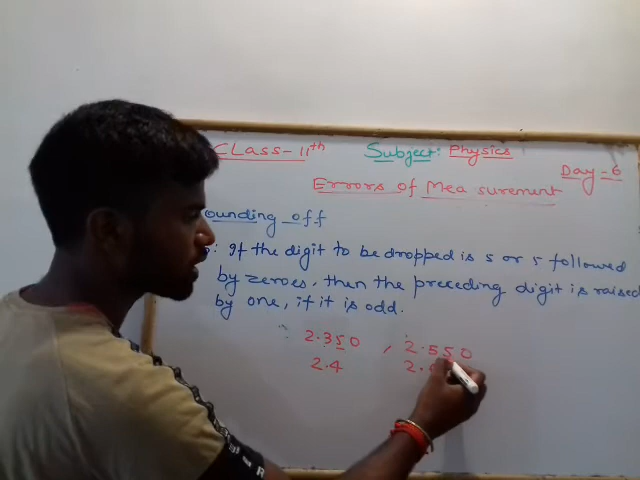 CLass-11th Subject: Physics
Day=6
Errors of Measurement
ounding off
: If the digit to be dropped is 5 or 5 followed
by zeroes, then the preceding digit is raised
by one, if it is odd.
2.350 , 2.550
2.4 2.